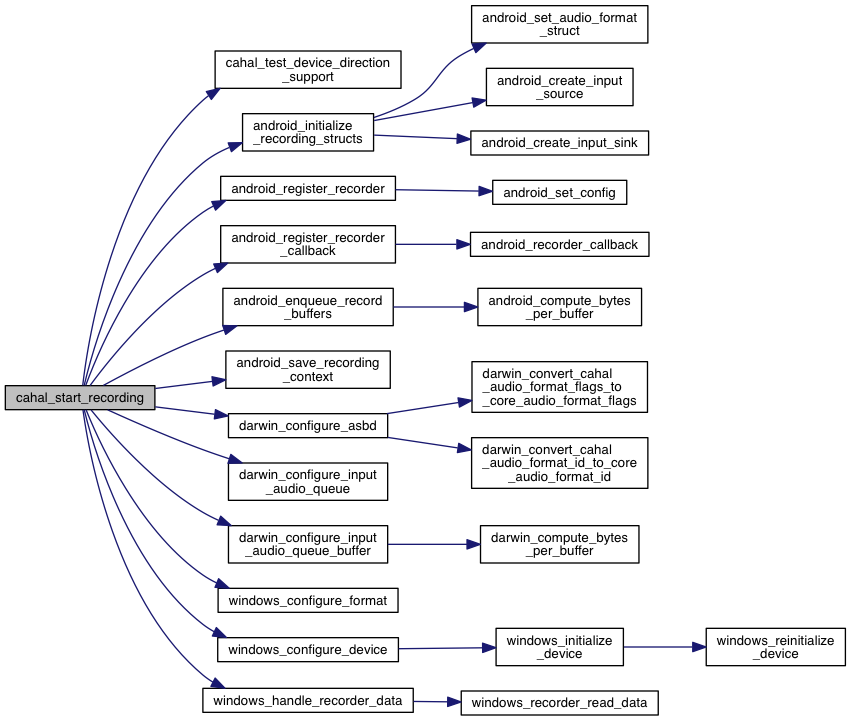 android_set_audio_format
_struct
cahal_test_device_direction
_support
android_create_input
_source
android_initialize
_recording_structs
android_create_input_sink
android_register_recorder
android_set_config
android_register_recorder
_callback
android_recorder_callback
android_enqueue_record
_buffers
android_compute_bytes
_per_buffer
android_save_recording
_context
darwin_convert_cahal
_audio_format_flags_to
_core_audio_format_flags
cahal_start_recording
darwin_configure_asbd
darwin_convert_cahal
_audio_format_id_to_core
_audio_format_id
darwin_configure_input
_audio_queue
darwin_configure_input
_audio_queue_buffer
darwin_compute_bytes
_per_buffer
windows_configure_format
windows_configure_device
windows_initialize
_device
windows_reinitialize
_device
windows_handle_recorder_data
windows_recorder_read_data